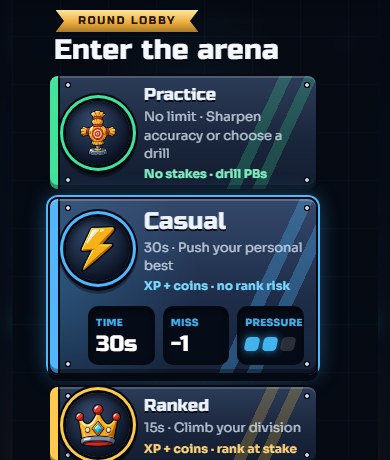 ROUND LOBBY
Enter the arena
Practice
No limit · Sharpen
accuracy or choose a
drill
No stakes · drill PBs
Casual
30s · Push your personal
best
XP + coins · no rank risk
TIME
30s
MISS
-1
PRESSURE
Ranked
15s · Climb your division
XP + coins · rank at stake